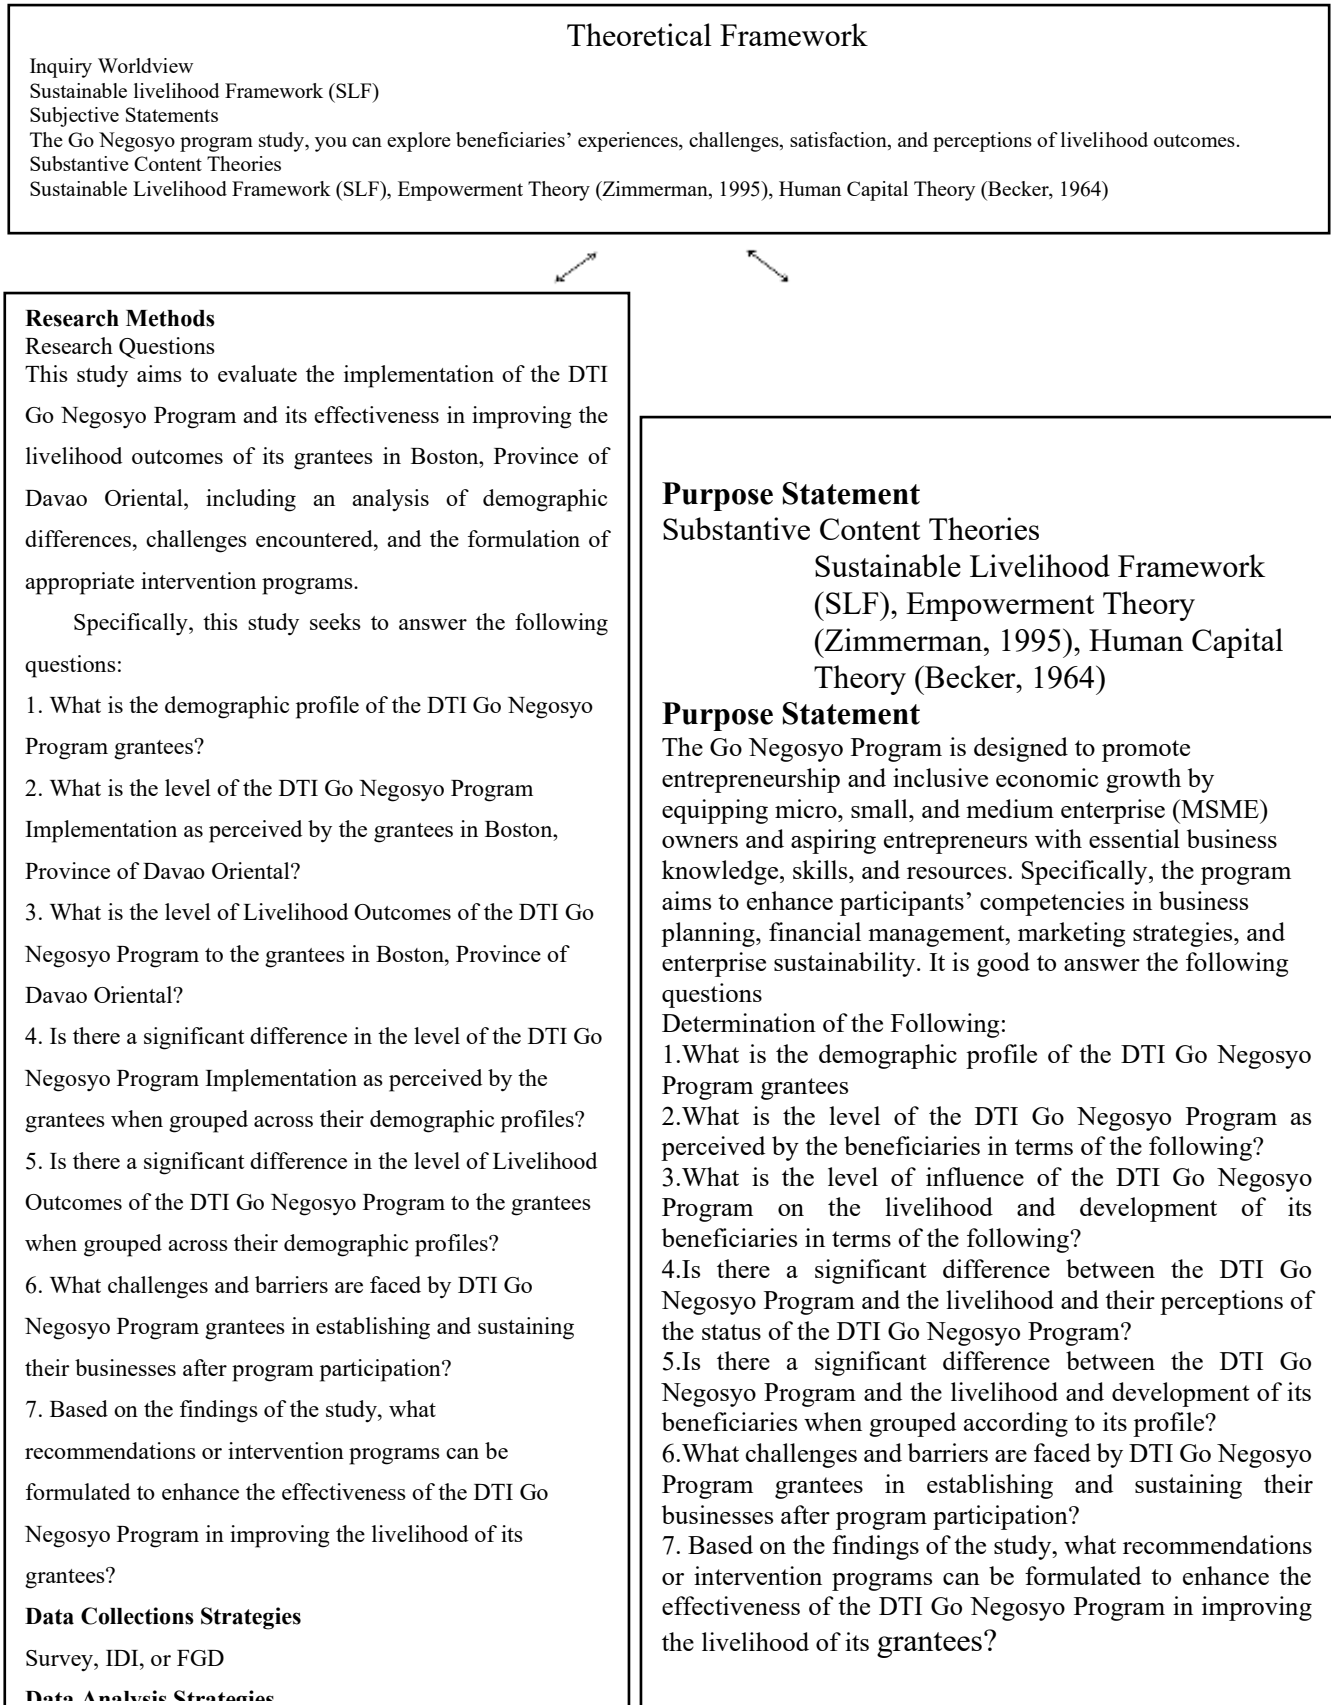 Theoretical Framework
Inquiry Worldview
Sustainable livelihood Framework (SLF)
Subjective Statements
The Go Negosyo program study, you can explore beneficiaries’ experiences, challenges, satisfaction, and perceptions of livelihood outcomes.
Substantive Content Theories
Sustainable Livelihood Framework (SLF), Empowerment Theory (Zimmerman, 1995), Human Capital Theory (Becker, 1964)
Research Methods
Research Questions
This study aims to evaluate the implementation of the DTI
Go Negosyo Program and its effectiveness in improving the
livelihood outcomes of its grantees in Boston, Province of
Davao Oriental, including an analysis of demographic
differences, challenges encountered, and the formulation of
appropriate intervention programs.
Specifically, this study seeks to answer the following
questions:
1. What is the demographic profile of the DTI Go Negosyo
Program grantees?
2. What is the level of the DTI Go Negosyo Program
Implementation as perceived by the grantees in Boston,
Province of Davao Oriental?
3. What is the level of Livelihood Outcomes of the DTI Go
Negosyo Program to the grantees in Boston, Province of
Davao Oriental?
4. Is there a significant difference in the level of the DTI Go
Negosyo Program Implementation as perceived by the
grantees when grouped across their demographic profiles?
5. Is there a significant difference in the level of Livelihood
Outcomes of the DTI Go Negosyo Program to the grantees
when grouped across their demographic profiles?
6. What challenges and barriers are faced by DTI Go
Negosyo Program grantees in establishing and sustaining
their businesses after program participation?
7. Based on the findings of the study, what
recommendations or intervention programs can be
formulated to enhance the effectiveness of the DTI Go
Negosyo Program in improving the livelihood of its
grantees?
Data Collections Strategies
Survey, IDI, or FGD
Data Analysis Strategies
Purpose Statement
Substantive Content Theories
Sustainable Livelihood Framework
(SLF), Empowerment Theory
(Zimmerman, 1995), Human Capital
Theory (Becker, 1964)
Purpose Statement
The Go Negosyo Program is designed to promote
entrepreneurship and inclusive economic growth by
equipping micro, small, and medium enterprise (MSME)
owners and aspiring entrepreneurs with essential business
knowledge, skills, and resources. Specifically, the program
aims to enhance participants’ competencies in business
planning, financial management, marketing strategies, and
enterprise sustainability. It is good to answer the following
questions
Determination of the Following:
1.What is the demographic profile of the DTI Go Negosyo
Program grantees
2.What is the level of the DTI Go Negosyo Program as
perceived by the beneficiaries in terms of the following?
3.What is the level of influence of the DTI Go Negosyo
Program on the livelihood and development of its
beneficiaries in terms of the following?
4.Is there a significant difference between the DTI Go
Negosyo Program and the livelihood and their perceptions of
the status of the DTI Go Negosyo Program?
5.Is there a significant difference between the DTI Go
Negosyo Program and the livelihood and development of its
beneficiaries when grouped according to its profile?
6.What challenges and barriers are faced by DTI Go Negosyo
Program grantees in establishing and sustaining their
businesses after program participation?
7. Based on the findings of the study, what recommendations
or intervention programs can be formulated to enhance the
effectiveness of the DTI Go Negosyo Program in improving
the livelihood of its grantees?